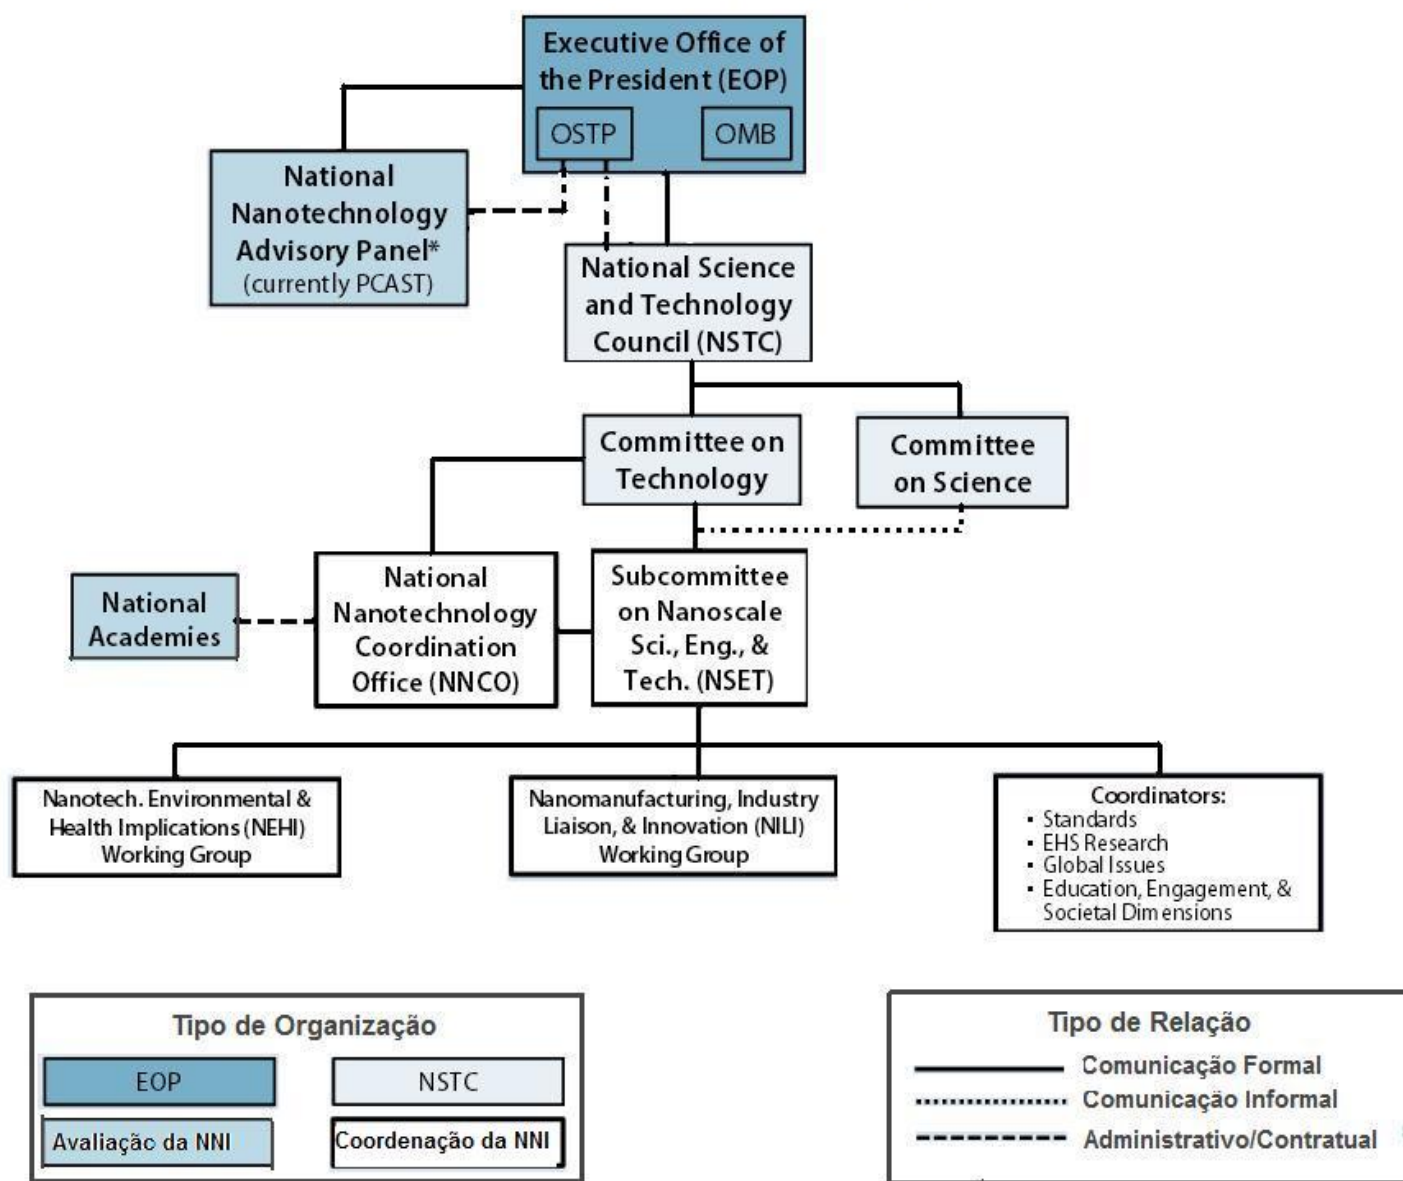 Executive Office of
the President (EOP)
OSTP
OMB
National
Nanotechnology
Advisory Panel*
(currently PCAST)
National Science
and Technology
Council (NSTC)
Committee on
Technology
Committee
on Science
National
Academies
National
Nanotechnology
Coordination
Office (NNCO)
Subcommittee
on Nanoscale
Sci., Eng., &
Tech. (NSET)
Nanotech. Environmental &
Health Implications (NEHI)
Working Group
Nanomanufacturing, Industry
Liaison, & Innovation (NILI)
Working Group
Coordinators:
▪ Standards
▪ EHS Research
▪ Global Issues
▪ Education, Engagement, &
Societal Dimensions
Tipo de Organização
EOP
NSTC
Avaliação da NNI
Coordenação da NNI
Tipo de Relação
Comunicação Formal
Comunicação Informal
Administrativo/Contratual